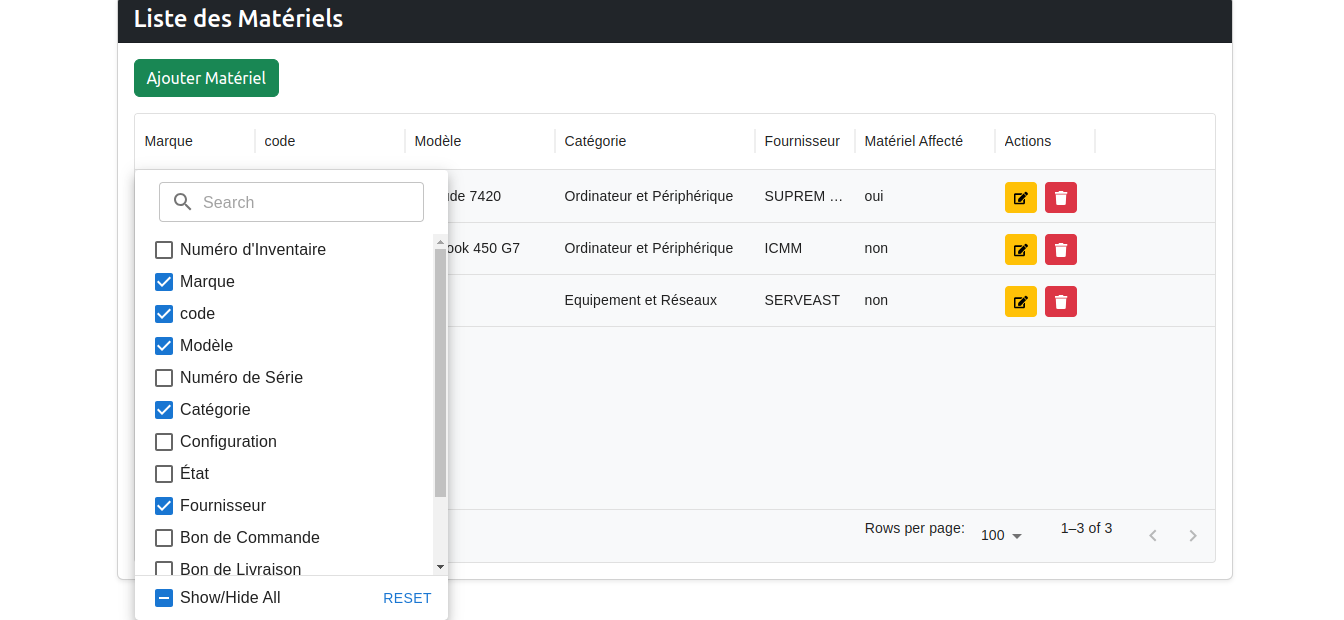 Liste des Matériels
Ajouter Matériel
Marque code Modèle Catégorie Fournisseur Matériel Affecté Actions
7420 Ordinateur et Périphérique SUPREM ... oui
450 G7 Ordinateur et Périphérique ICMM non
Equipement et Réseaux SERVEAST non
Search
Numéro d'Inventaire
Marque
code
Modèle
Numéro de Série
Catégorie
Configuration
État
Fournisseur
Bon de Commande
Bon de Livraison
Show/Hide All RESET
Rows per page: 100 1–3 of 3